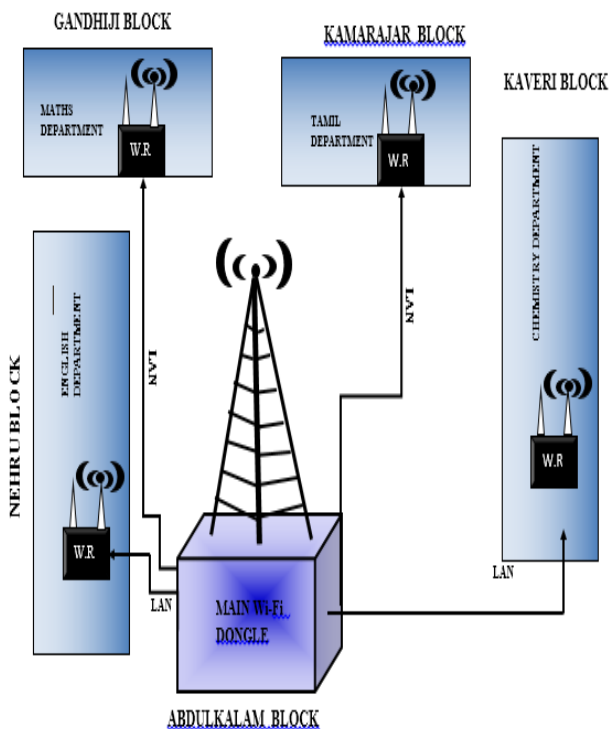 GANDHIJI BLOCK
KAMARAJAR BLOCK
KAVERI BLOCK
MATHS
DEPARTMENT
W.R
TAMIL
DEPARTMENT
W.R
CHEMISTRY DEPARTMENT
W.R
LAN
LAN
NEHRU BLOCK
ENGLISH
DEPARTMENT
W.R
LAN
LAN
MAIN Wi-Fi
DONGLE
ABDULKALAM BLOCK